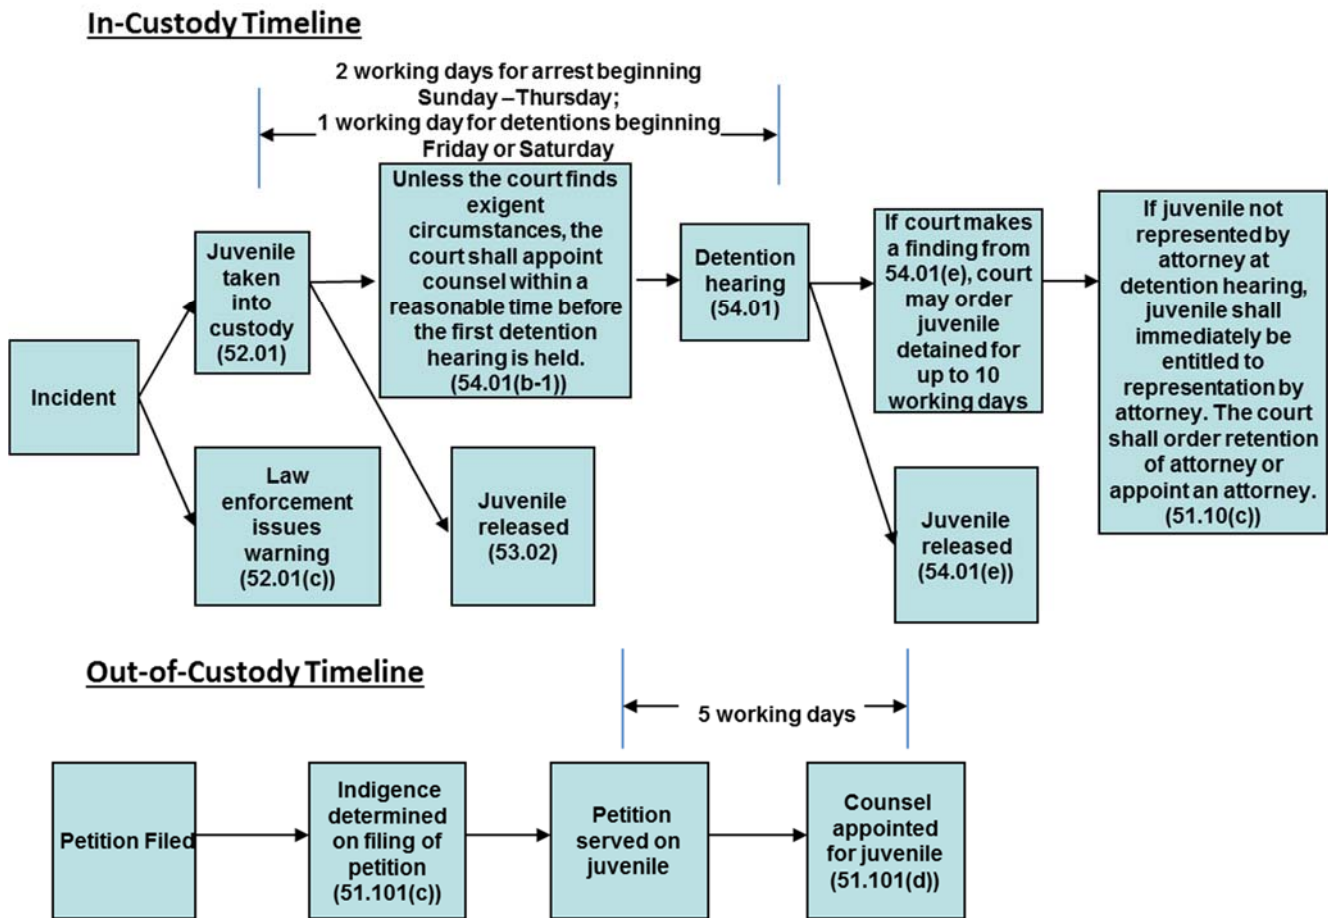 In-Custody Timeline
2 working days for arrest beginning
Sunday –Thursday;
1 working day for detentions beginning
Friday or Saturday
Incident
Juvenile
taken
into
custody
(52.01)
Law
enforcement
issues
warning
(52.01(c))
Unless the court finds
exigent
circumstances, the
court shall appoint
counsel within a
reasonable time before
the first detention
hearing is held.
(54.01(b-1))
Juvenile
released
(53.02)
Detention
hearing
(54.01)
If court makes
a finding from
54.01(e), court
may order
juvenile
detained for
up to 10
working days
Juvenile
released
(54.01(e))
If juvenile not
represented by
attorney at
detention hearing,
juvenile shall
immediately be
entitled to
representation by
attorney. The court
shall order retention
of attorney or
appoint an attorney.
(51.10(c))
Out-of-Custody Timeline
5 working days
Petition Filed
Indigence
determined
on filing of
petition
(51.101(c))
Petition
served on
juvenile
Counsel
appointed
for juvenile
(51.101(d))